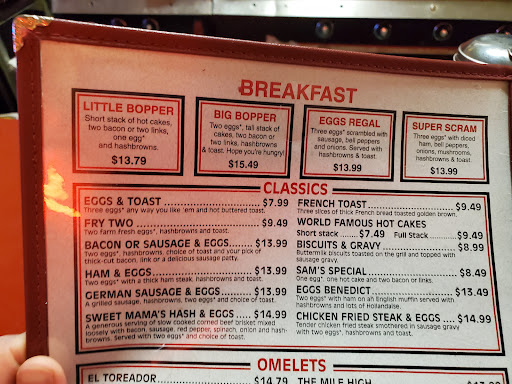 BREAKFAST
LITTLE BOPPER
Short stack of hot cakes,
two bacon or two links,
one egg*
and hashbrowns.
$13.79
BIG BOPPER
Two eggs*, tall stack of
cakes, two bacon or
two links, hashbrowns
& toast. Hope you're hungry!
$15.49
EGGS REGAL
Three eggs* scrambled with
sausage, bell peppers
and onions. Served with
hashbrowns & toast.
$13.99
SUPER SCRAM
Three eggs* with diced
ham, bell peppers,
onions, mushrooms,
hashbrowns & toast.
$13.99
CLASSICS
EGGS & TOAST $7.99
Three eggs* any way you like 'em and hot buttered toast.
FRY TWO $9.49
Two farm fresh eggs*, hashbrowns and toast.
BACON OR SAUSAGE & EGGS $13.99
Two eggs*, hashbrowns, choice of toast and your pick of
thick-cut bacon, link or a delicious sausage patty.
HAM & EGGS $13.99
Two eggs* with a thick ham steak, hashbrowns and toast.
GERMAN SAUSAGE & EGGS $13.99
A grilled sausage, hashbrowns, two eggs* and choice of toast.
SWEET MAMA'S HASH & EGGS $14.99
A generous serving of slow cooked corned beef brisket mixed
loosely with bacon, sausage, red pepper, spinach, onion and hash-
browns. Served with two eggs* and choice of toast.
FRENCH TOAST $9.49
Three slices of thick French bread toasted golden brown.
WORLD FAMOUS HOT CAKES
Short stack $7.49 Full Stack $9.49
BISCUITS & GRAVY $8.99
Buttermilk biscuits toasted on the grill and topped with
sausage gravy.
SAM'S SPECIAL $8.49
One egg*, one hot cake and two bacon or links.
EGGS BENEDICT $13.49
Two eggs* with ham on an English muffin served with
hashbrowns and lots of Hollandaise.
CHICKEN FRIED STEAK & EGGS $14.99
Tender chicken fried steak smothered in sausage gravy
with two eggs*, hashbrowns and toast.
OMELETS
EL TOREADOR $14.79
THE MILE HIGH